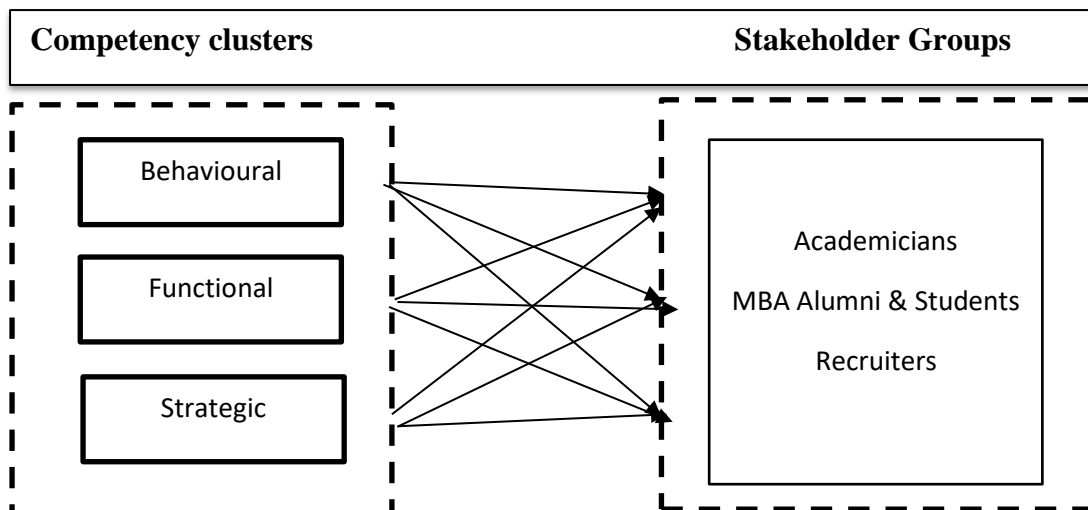 Competency clusters
Stakeholder Groups
Behavioural
Functional
Strategic
Academicians
MBA Alumni & Students
Recruiters